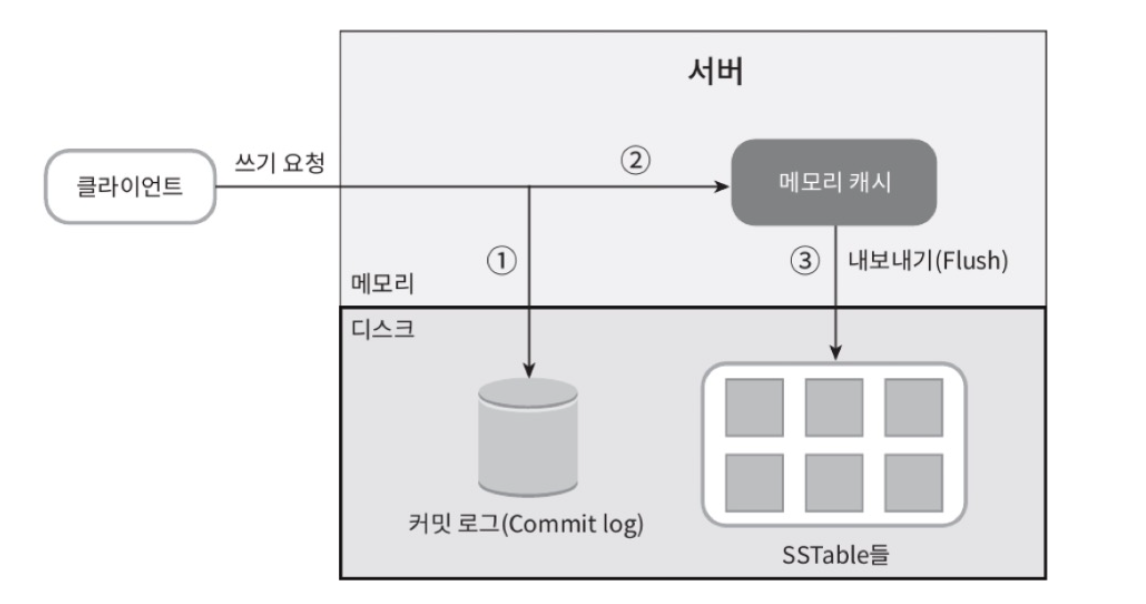 서버
쓰기 요청
②
클라이언트
메모리 캐시
①
③
내보내기(Flush)
메모리
디스크
커밋 로그(Commit log)
SSTable들